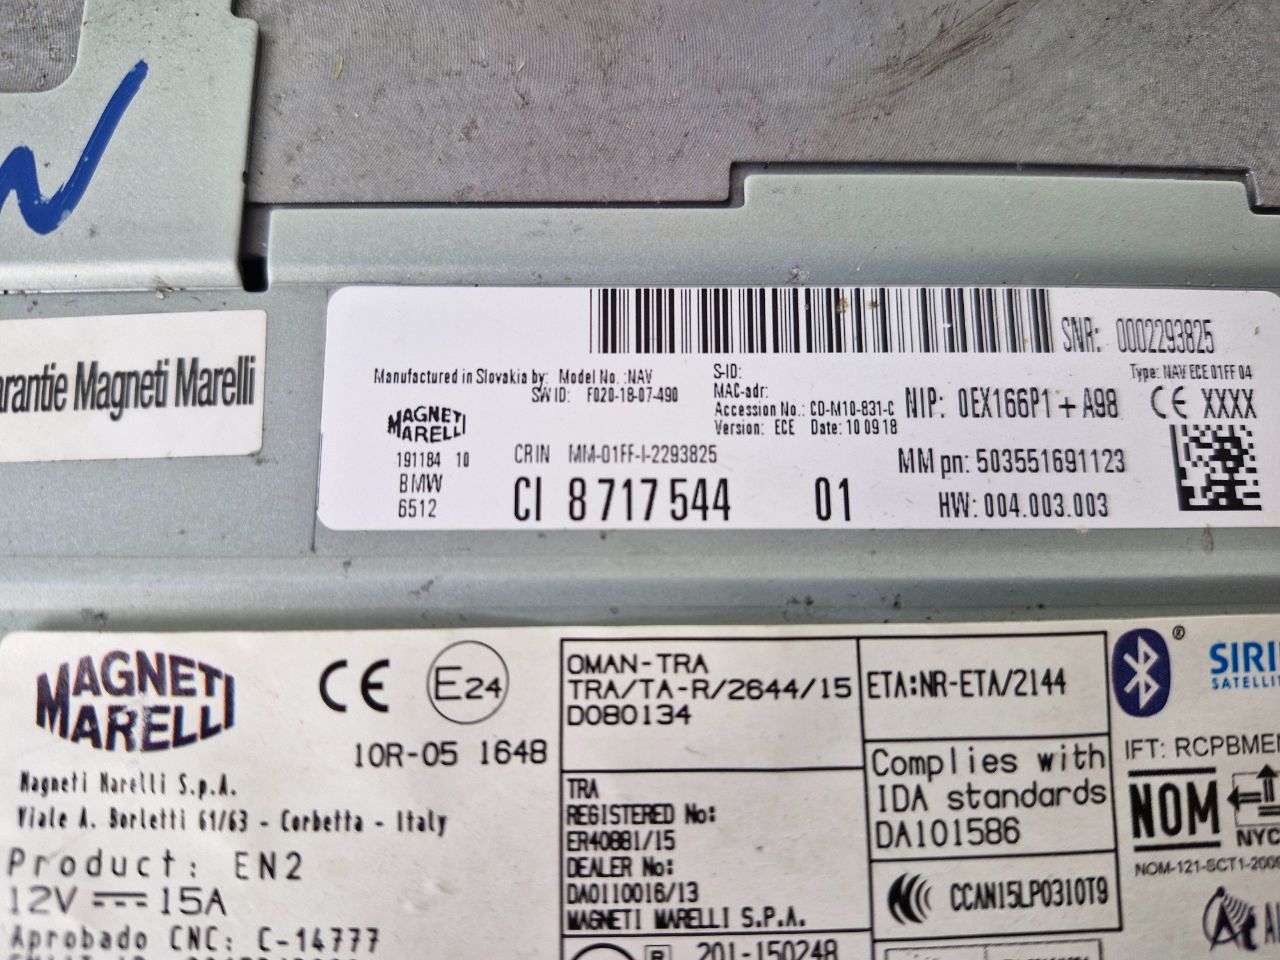 arantie Magneti Marelli
SNR: 0002293825
Manufactured in Slovakia by: Model No.: NAV
SW ID: F020-18-07-490
S-ID:
MAC-adr:
Accession No.: CD-M10-831-C
Version: ECE Date: 10 09 18
Type: NAV ECE 01FF 04
NIP: 0EX166P1+A98
CE XXXX
MAGNETI
MARELLI
191184 10
BMW
6512
CRIN MM-01FF-I-2293825
CI 8 717 544 01
MM pn: 503551691123
HW: 004.003.003
MAGNETI
MARELLI
CE E24
10R-05 1648
Magneti Marelli S.p.A.
Viale A. Borletti 61/63 - Corbetta - Italy
Product: EN2
12V 15A
Aprobado CNC: C-14777
OMAN-TRA
TRA/TA-R/2644/15
D080134
TRA
REGISTERED No:
ER40881/15
DEALER No:
DA0110016/13
MAGNETI MARELLI S.P.A.
R 201-150248
ETA:NR-ETA/2144
Complies with
IDA standards
DA101586
CCAN15LP0310T9
®
SIRI
SATELLIT
IFT: RCPBME
NOM
NYC
NOM-121-SCT1-200